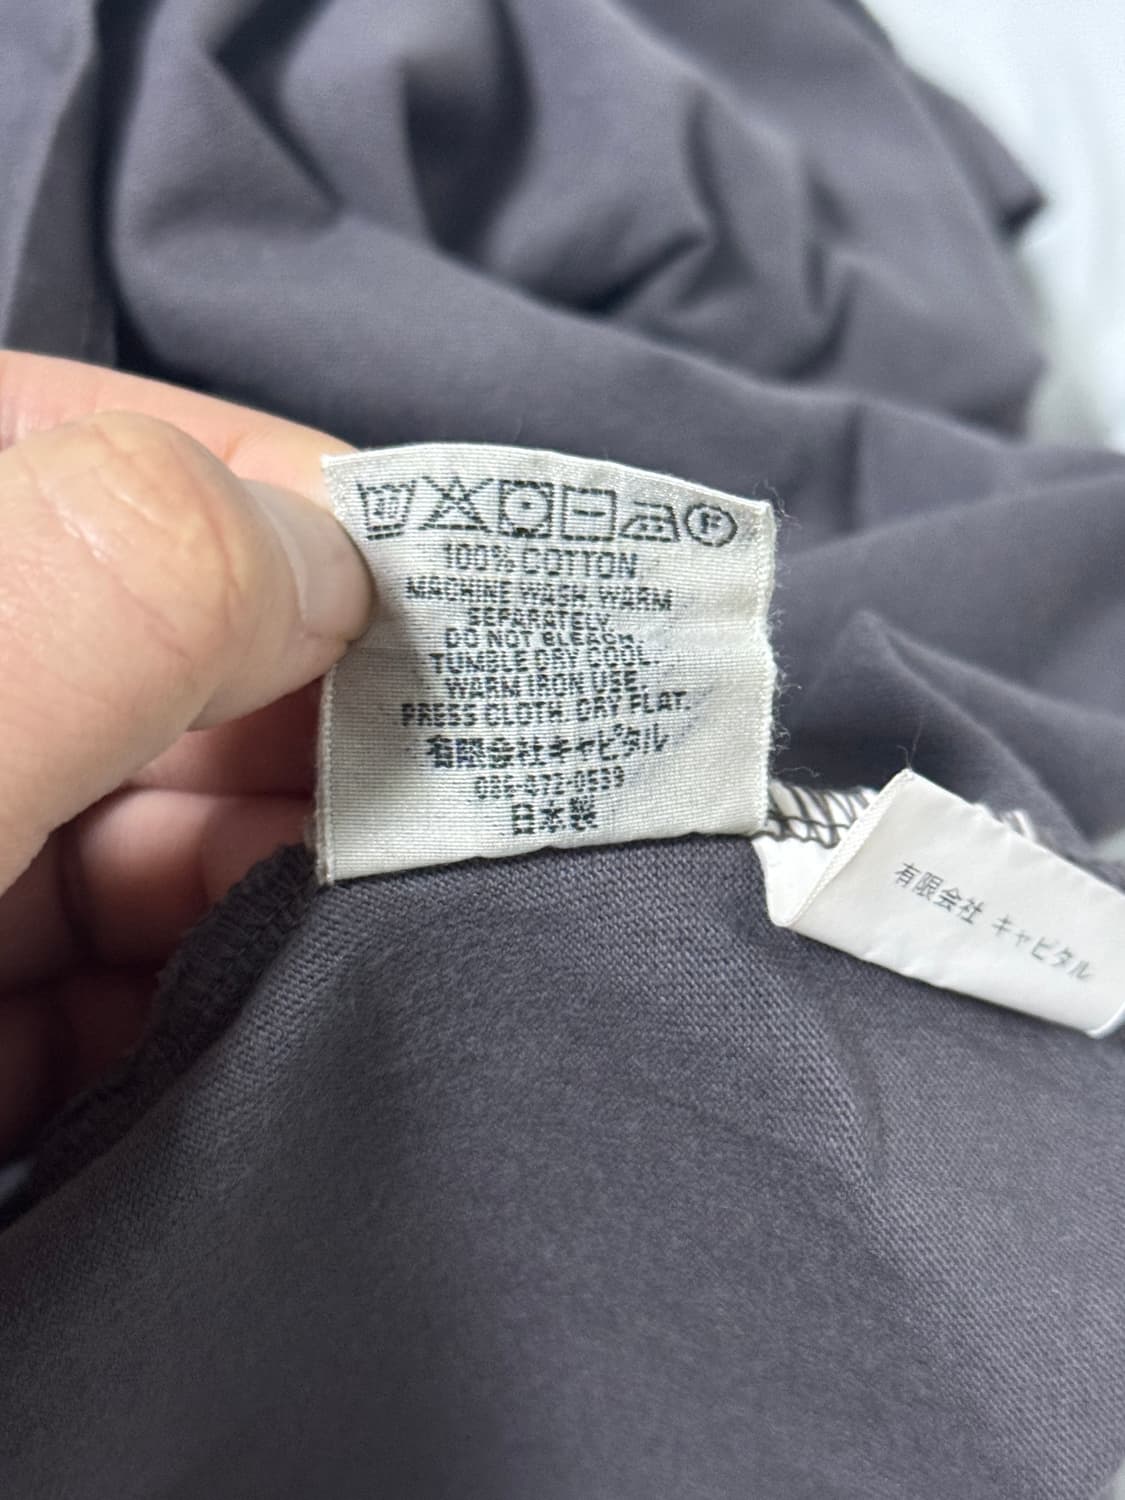 100% COTTON
MACHINE WASH. WARM
SEPARATELY.
DO NOT BLEACH.
TUMBLE DRY COOL.
WARM IRON USE
PRESS CLOTH. DRY FLAT.
有限会社キャピタル
086-472-0539
日本製
有限会社 キャピタル